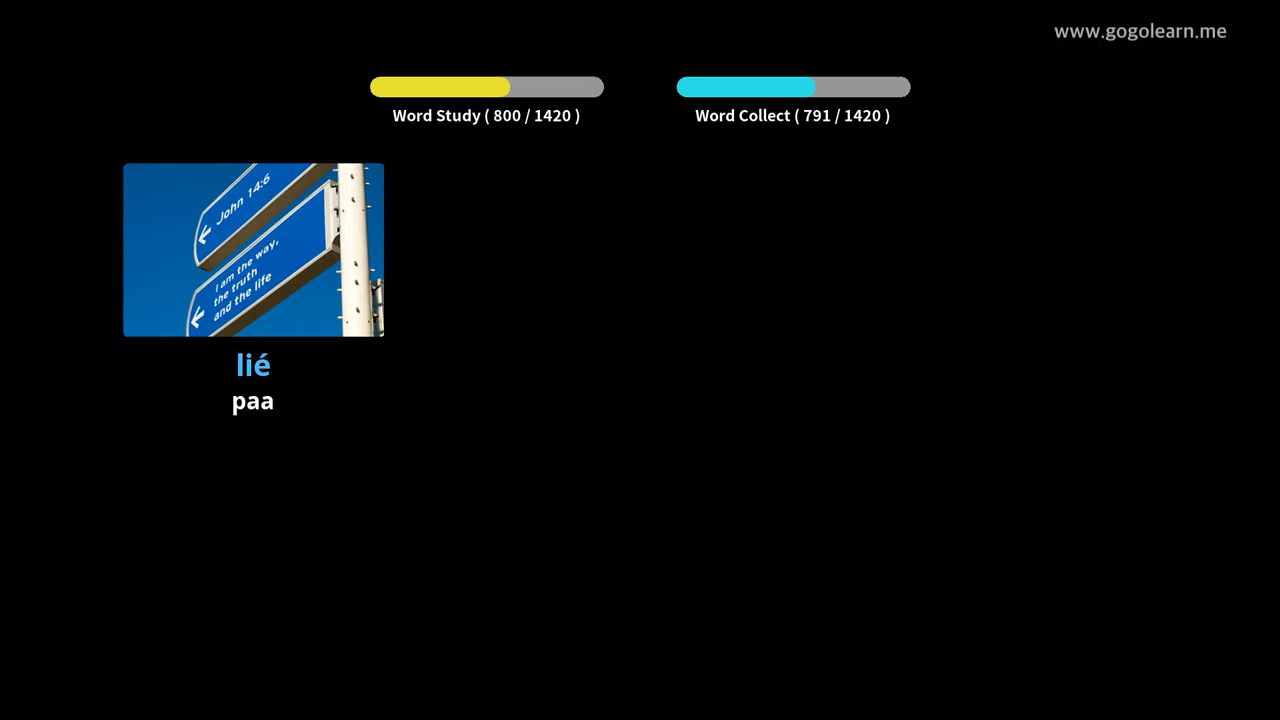 www.gogolearn.me
Word Study ( 800 / 1420 )
Word Collect ( 791 / 1420 )
John 14:6
I am the way,
the truth
and the life
lié
paa